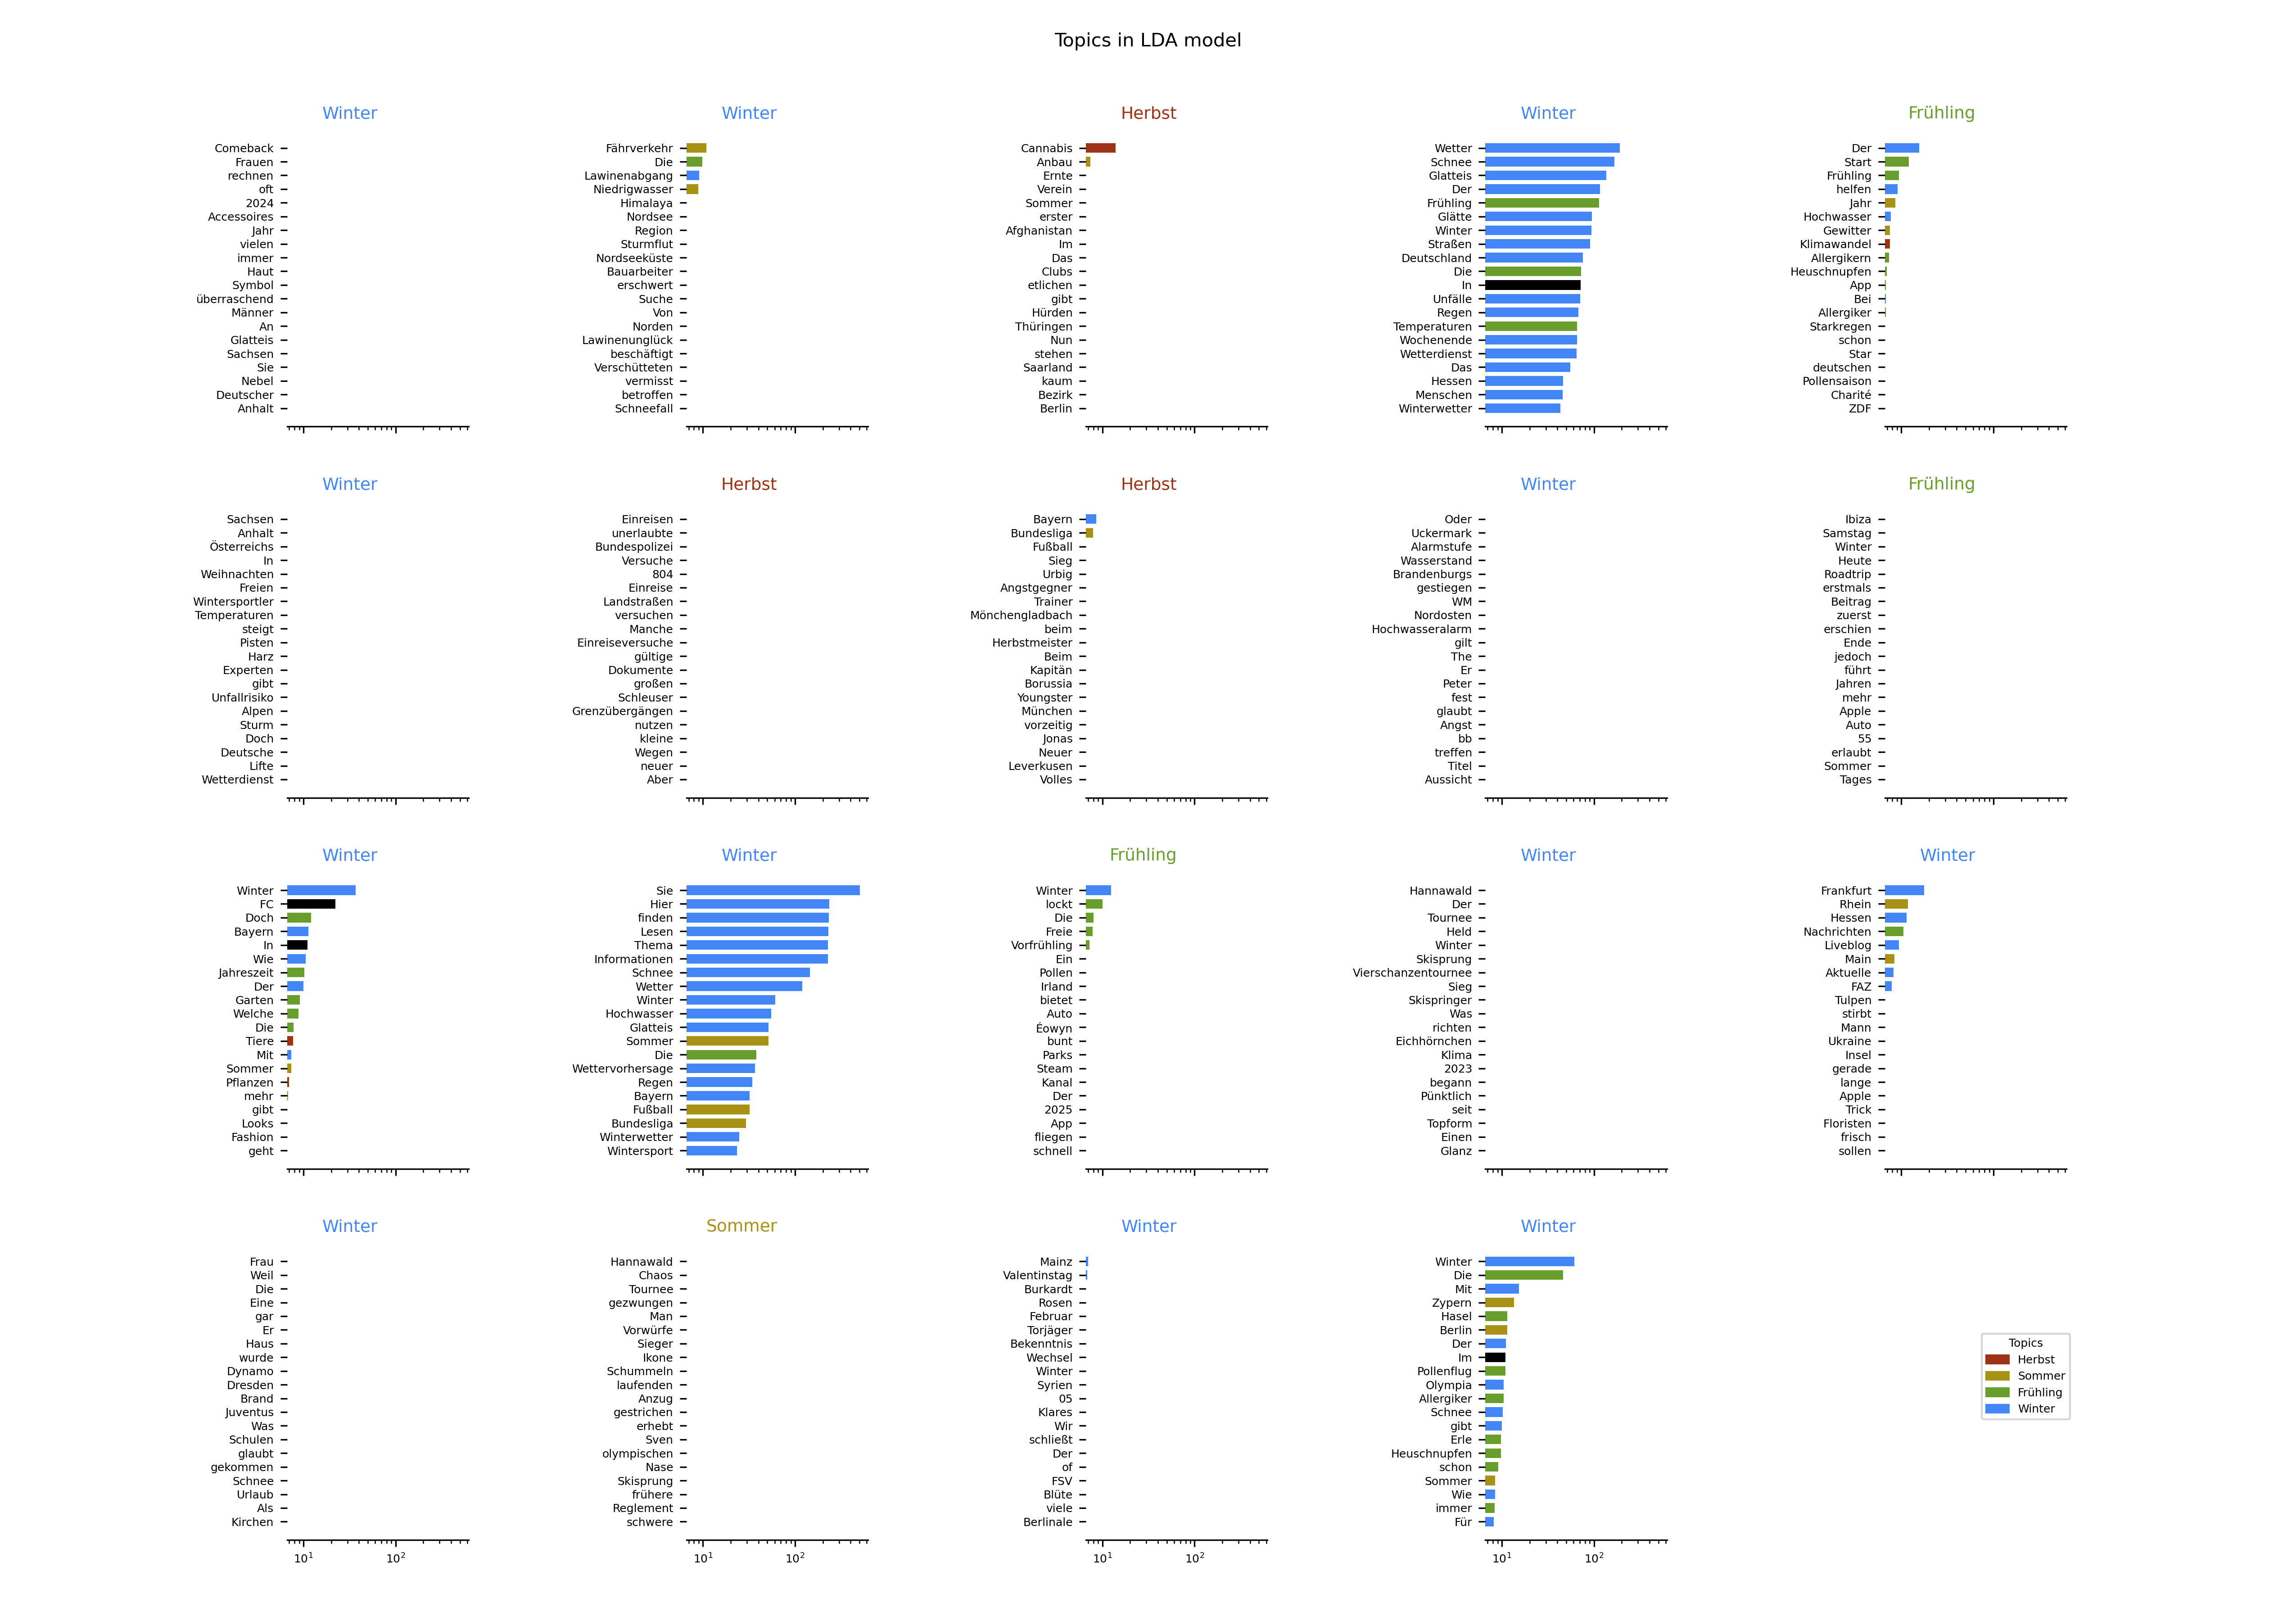 Topics in LDA model
Winter
Comeback
Frauen
rechnen
oft
2024
Accessoires
Jahr
vielen
immer
Haut
Symbol
überraschend
Männer
An
Glatteis
Sachsen
Sie
Nebel
Deutscher
Anhalt
Winter
Fährverkehr
Die
Lawinenabgang
Niedrigwasser
Himalaya
Nordsee
Region
Sturmflut
Nordseeküste
Bauarbeiter
erschwert
Suche
Von
Norden
Lawinenunglück
beschäftigt
Verschütteten
vermisst
betroffen
Schneefall
Herbst
Cannabis
Anbau
Ernte
Verein
Sommer
erster
Afghanistan
Im
Das
Clubs
etlichen
gibt
Hürden
Thüringen
Nun
stehen
Saarland
kaum
Bezirk
Berlin
Winter
Wetter
Schnee
Glatteis
Der
Frühling
Glätte
Winter
Straßen
Deutschland
Die
In
Unfälle
Regen
Temperaturen
Wochenende
Wetterdienst
Das
Hessen
Menschen
Winterwetter
Frühling
Der
Start
Frühling
helfen
Jahr
Hochwasser
Gewitter
Klimawandel
Allergikern
Heuschnupfen
App
Bei
Allergiker
Starkregen
schon
Star
deutschen
Pollensaison
Charité
ZDF
Winter
Sachsen
Anhalt
Österreichs
In
Weihnachten
Freien
Wintersportler
Temperaturen
steigt
Pisten
Harz
Experten
gibt
Unfallrisiko
Alpen
Sturm
Doch
Deutsche
Lifte
Wetterdienst
Herbst
Einreisen
unerlaubte
Bundespolizei
Versuche
804
Einreise
Landstraßen
versuchen
Manche
Einreiseversuche
gültige
Dokumente
großen
Schleuser
Grenzübergängen
nutzen
kleine
Wegen
neuer
Aber
Herbst
Bayern
Bundesliga
Fußball
Sieg
Urbig
Angstgegner
Trainer
Mönchengladbach
beim
Herbstmeister
Beim
Kapitän
Borussia
Youngster
München
vorzeitig
Jonas
Neuer
Leverkusen
Volles
Winter
Oder
Uckermark
Alarmstufe
Wasserstand
Brandenburgs
gestiegen
WM
Nordosten
Hochwasseralarm
gilt
The
Er
Peter
fest
glaubt
Angst
bb
treffen
Titel
Aussicht
Frühling
Ibiza
Samstag
Winter
Heute
Roadtrip
erstmals
Beitrag
zuerst
erschien
Ende
jedoch
führt
Jahren
mehr
Apple
Auto
55
erlaubt
Sommer
Tages
Winter
Winter
FC
Doch
Bayern
In
Wie
Jahreszeit
Der
Garten
Welche
Die
Tiere
Mit
Sommer
Pflanzen
mehr
gibt
Looks
Fashion
geht
Winter
Sie
Hier
finden
Lesen
Thema
Informationen
Schnee
Wetter
Winter
Hochwasser
Glatteis
Sommer
Die
Wettervorhersage
Regen
Bayern
Fußball
Bundesliga
Winterwetter
Wintersport
Frühling
Winter
lockt
Die
Freie
Vorfrühling
Ein
Pollen
Irland
bietet
Auto
Éowyn
bunt
Parks
Steam
Kanal
Der
2025
App
fliegen
schnell
Winter
Hannawald
Der
Tournee
Held
Winter
Skisprung
Vierschanzentournee
Sieg
Skispringer
Was
richten
Eichhörnchen
Klima
2023
begann
Pünktlich
seit
Topform
Einen
Glanz
Winter
Frankfurt
Rhein
Hessen
Nachrichten
Liveblog
Main
Aktuelle
FAZ
Tulpen
stirbt
Mann
Ukraine
Insel
gerade
lange
Apple
Trick
Floristen
frisch
sollen
Winter
Frau
Weil
Die
Eine
gar
Er
Haus
wurde
Dynamo
Dresden
Brand
Juventus
Was
Schulen
glaubt
gekommen
Schnee
Urlaub
Als
Kirchen
10¹ 10²
Sommer
Hannawald
Chaos
Tournee
gezwungen
Man
Vorwürfe
Sieger
Ikone
Schummeln
laufenden
Anzug
gestrichen
erhebt
Sven
olympischen
Nase
Skisprung
frühere
Reglement
schwere
10¹ 10²
Winter
Mainz
Valentinstag
Burkardt
Rosen
Februar
Torjäger
Bekenntnis
Wechsel
Winter
Syrien
05
Klares
Wir
schließt
Der
of
FSV
Blüte
viele
Berlinale
10¹ 10²
Winter
Winter
Die
Mit
Zypern
Hasel
Berlin
Der
Im
Pollenflug
Olympia
Allergiker
Schnee
gibt
Erle
Heuschnupfen
schon
Sommer
Wie
immer
Für
10¹ 10²
Topics
Herbst
Sommer
Frühling
Winter